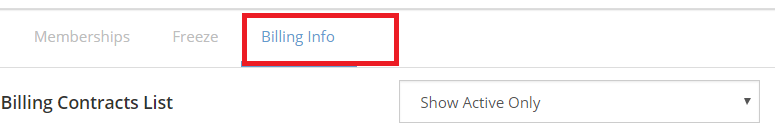 Memberships Freeze Billing Info
Billing Contracts List Show Active Only